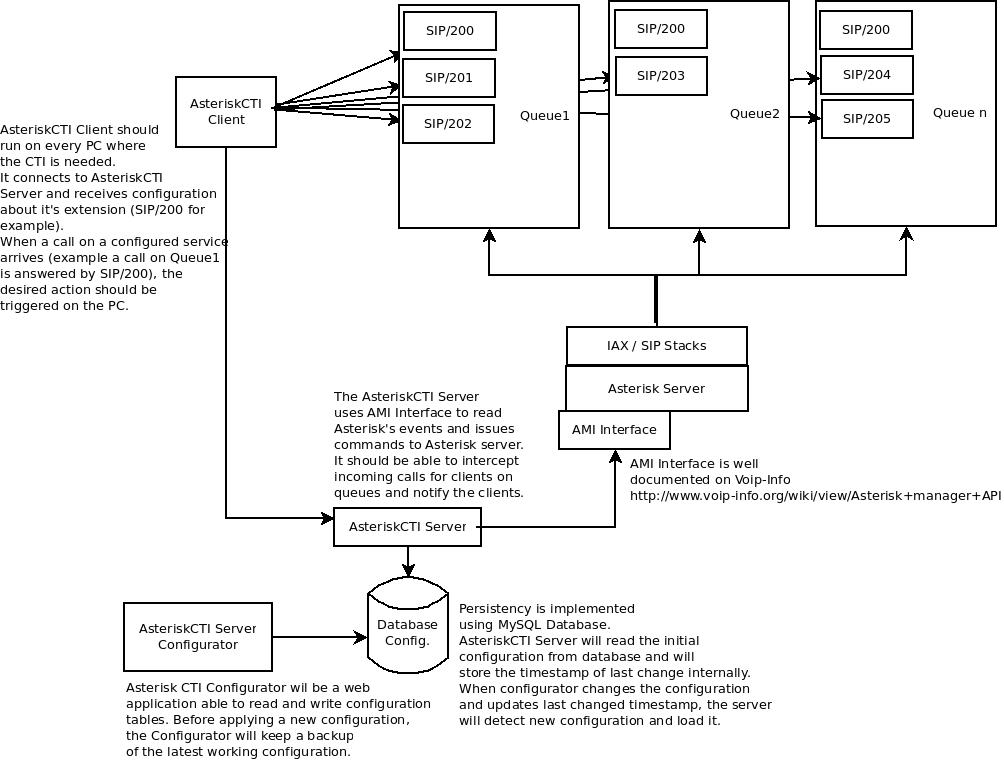 SIP/200
SIP/201
SIP/202
Queue1
SIP/200
SIP/203
Queue2
SIP/200
SIP/204
SIP/205
Queue n
AsteriskCTI
Client
AsteriskCTI Client should
run on every PC where
the CTI is needed.
It connects to AsteriskCTI
Server and receives configuration
about it's extension (SIP/200 for
example).
When a call on a configured service
arrives (example a call on Queue1
is answered by SIP/200), the
desired action should be
triggered on the PC.
IAX / SIP Stacks
Asterisk Server
AMI Interface
AMI Interface is well
documented on Voip-Info
http://www.voip-info.org/wiki/view/Asterisk+manager+API
The AsteriskCTI Server
uses AMI Interface to read
Asterisk's events and issues
commands to Asterisk server.
It should be able to intercept
incoming calls for clients on
queues and notify the clients.
AsteriskCTI Server
Database
Config.
AsteriskCTI Server
Configurator
Persistency is implemented
using MySQL Database.
AsteriskCTI Server will read the initial
configuration from database and will
store the timestamp of last change internally.
When configurator changes the configuration
and updates last changed timestamp, the server
will detect new configuration and load it.
Asterisk CTI Configurator wil be a web
application able to read and write configuration
tables. Before applying a new configuration,
the Configurator will keep a backup
of the latest working configuration.